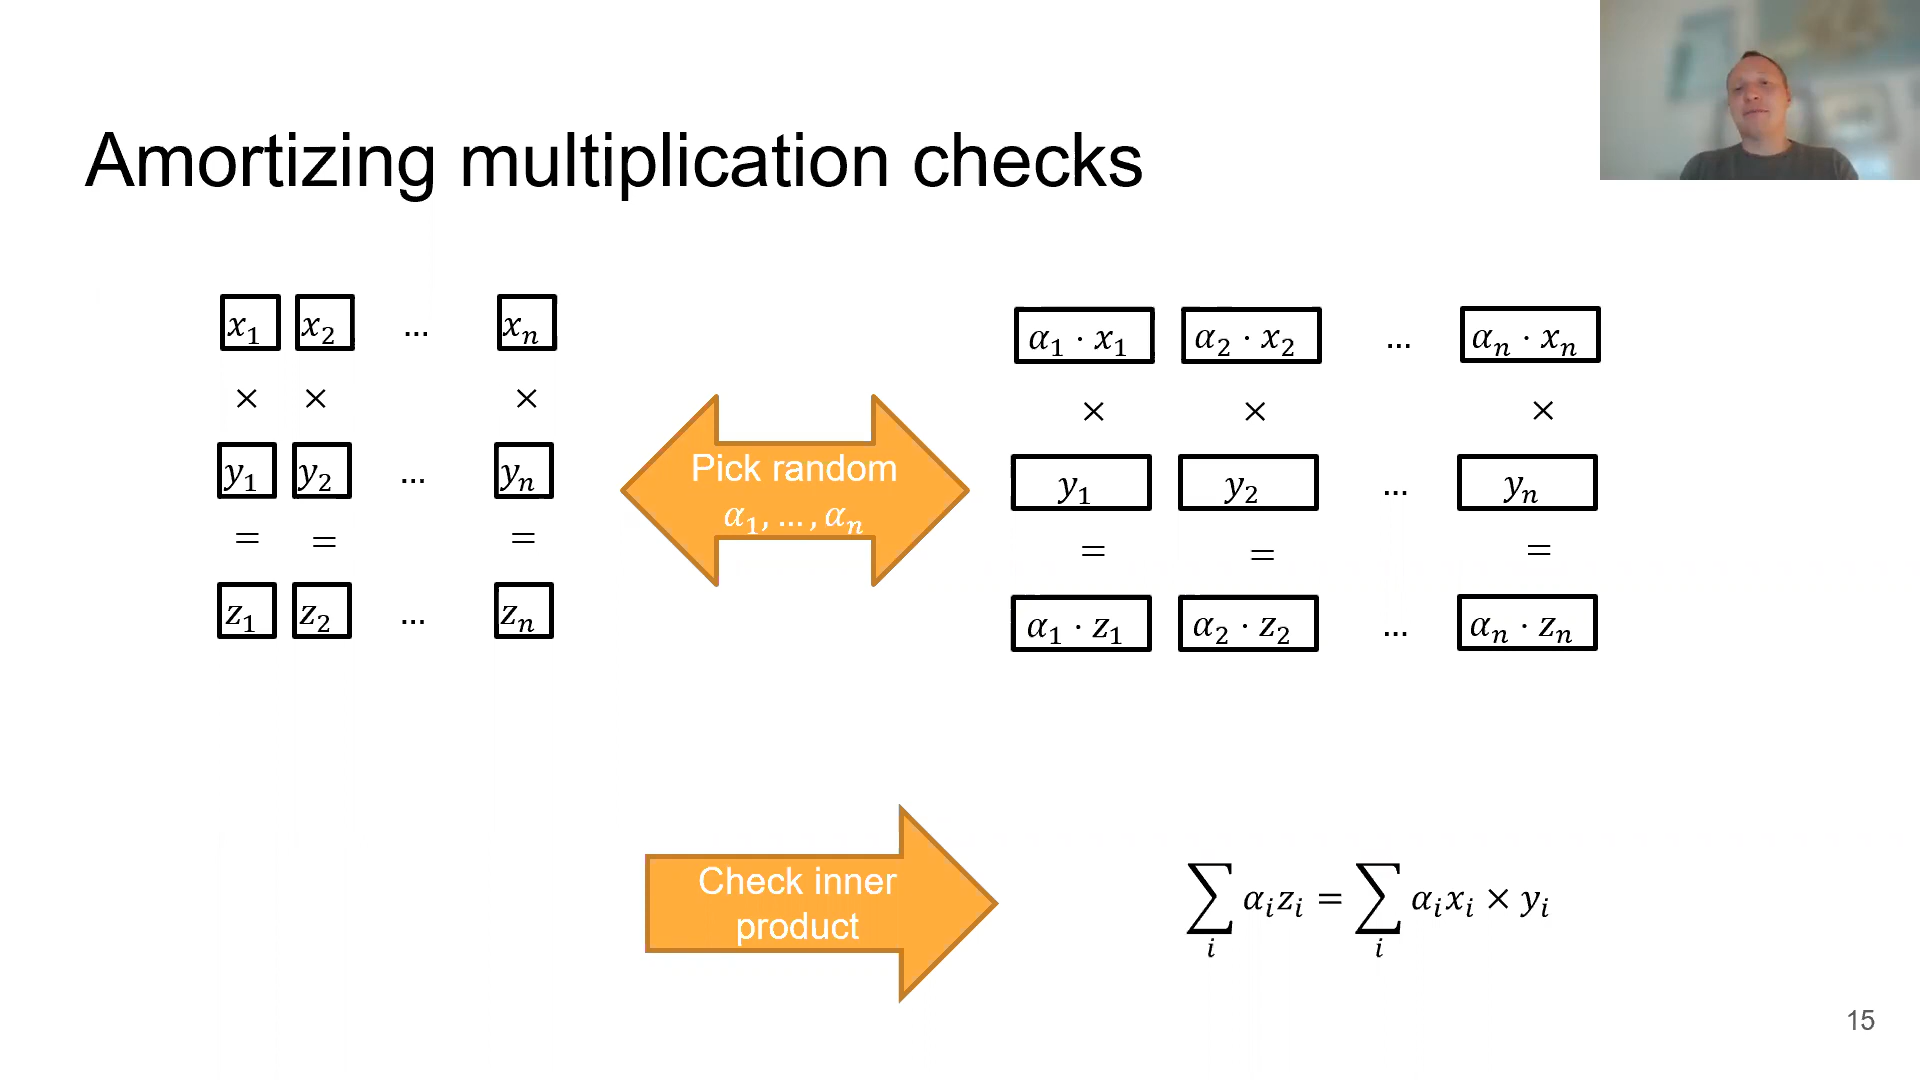 Amortizing multiplication checks
x₁ x₂ ... xₙ
× × ×
y₁ y₂ ... yₙ
= = =
z₁ z₂ ... zₙ
Pick random
α₁, ... , αₙ
α₁ · x₁ α₂ · x₂ ... αₙ · xₙ
× × ×
y₁ y₂ ... yₙ
= = =
α₁ · z₁ α₂ · z₂ ... αₙ · zₙ
Check inner
product
∑ᵢ αᵢzᵢ = ∑ᵢ αᵢxᵢ × yᵢ
15